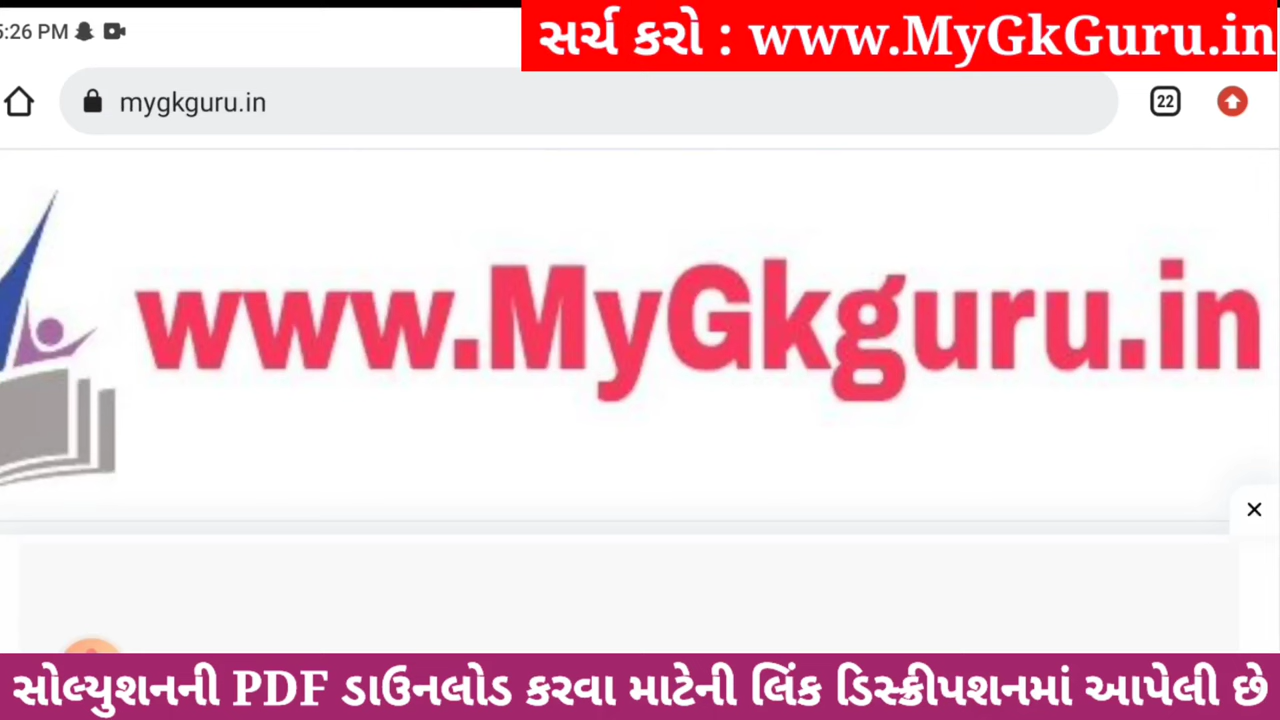 સર્ચ કરો : www.MyGkGuru.in
5:26 PM
mygkguru.in
22
www.MyGkguru.in
સોલ્યુશનની PDF ડાઉનલોડ કરવા માટેની લિંક ડિસ્ક્રીપશનમાં આપેલી છે